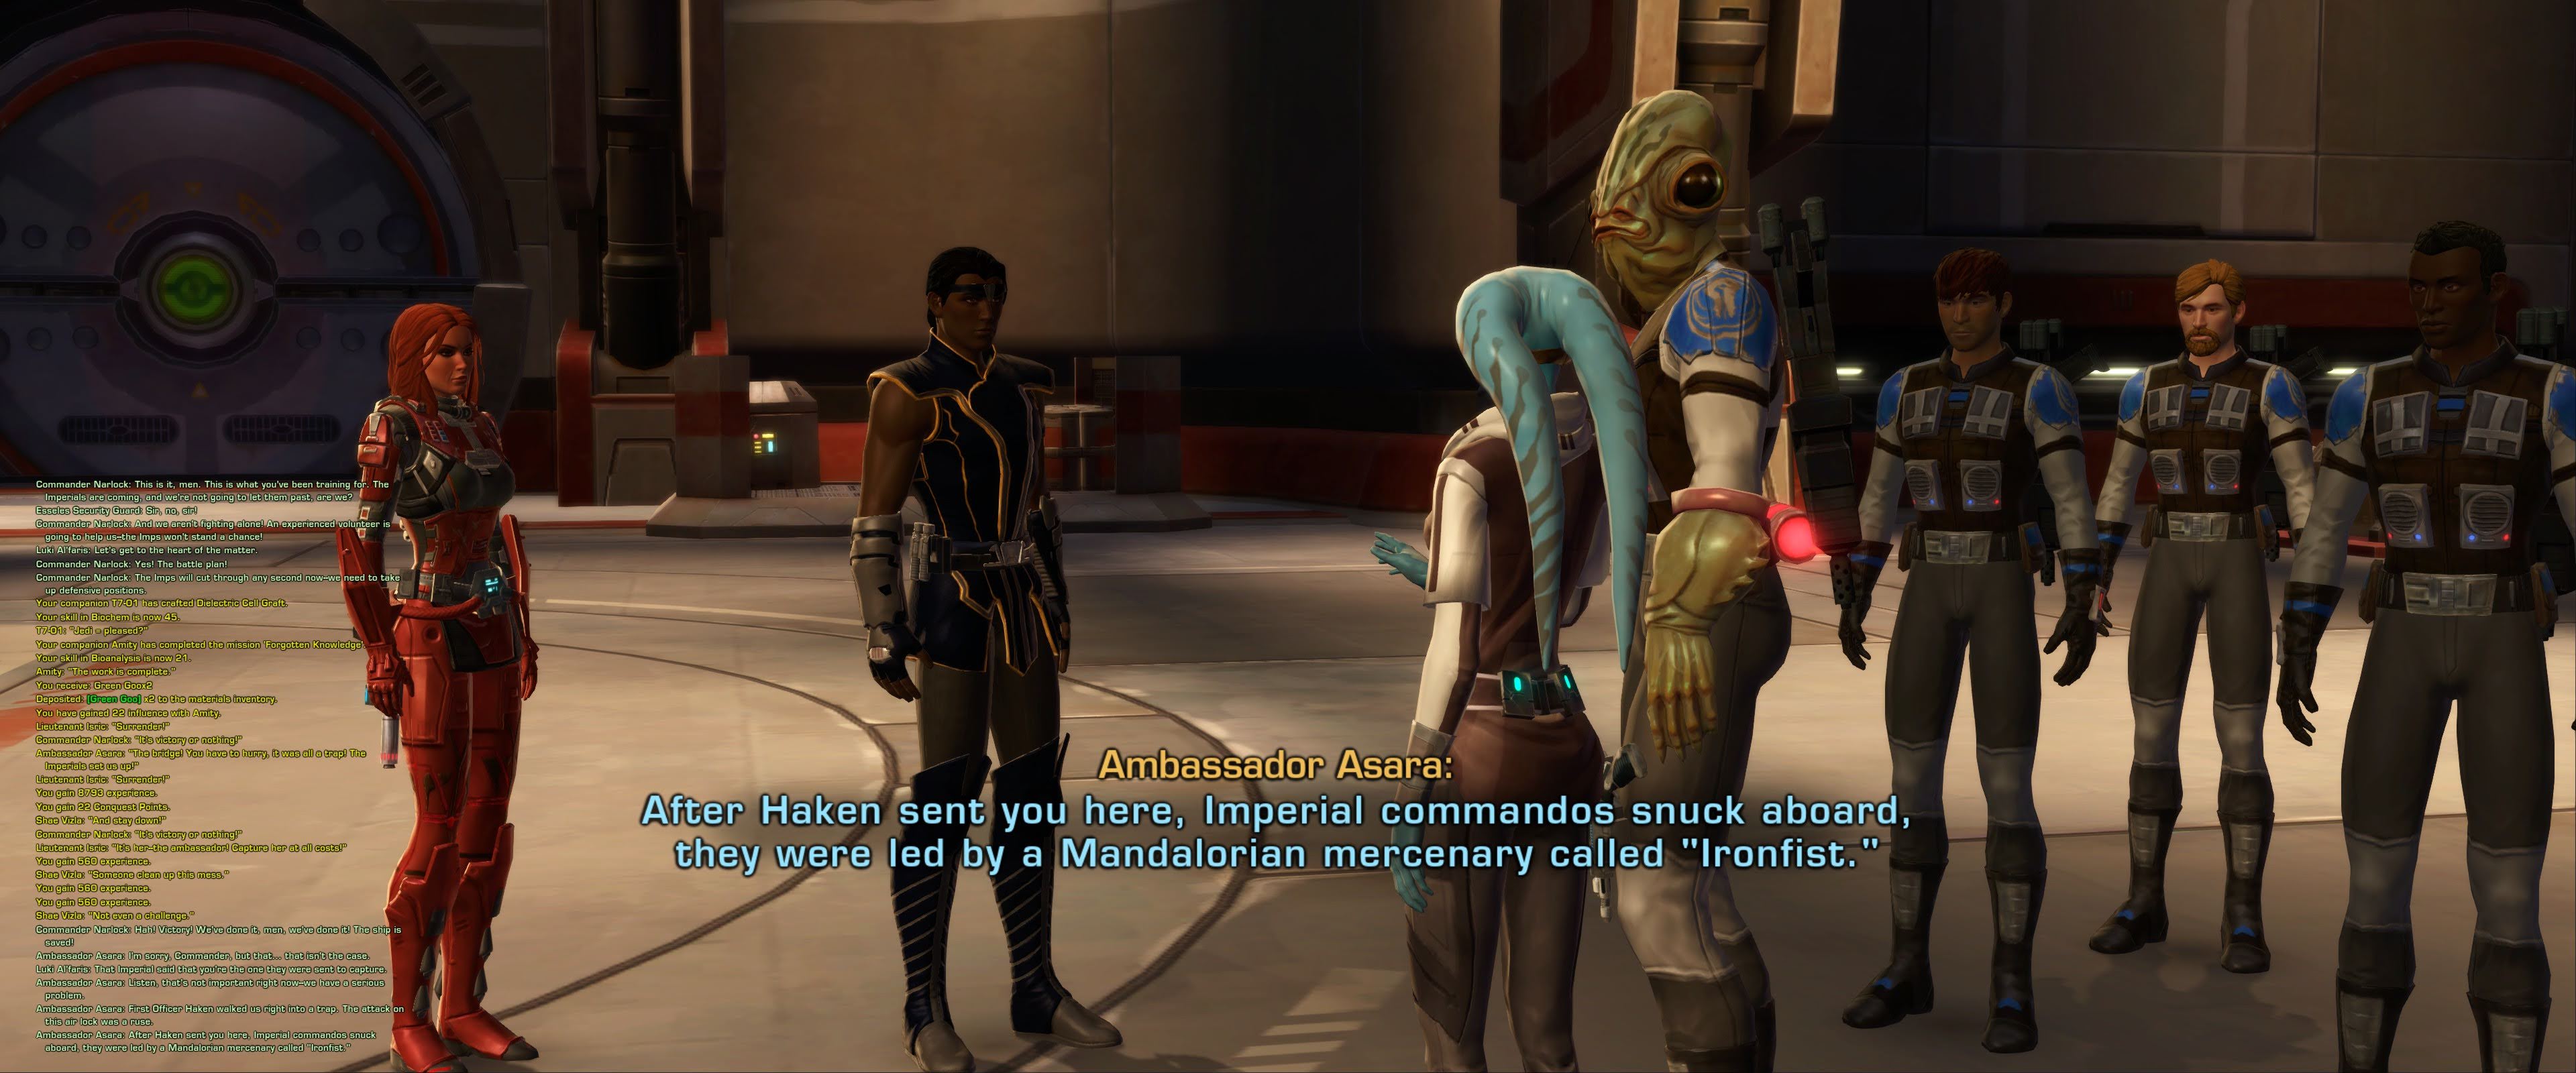 Commander Narlock: This is it, men. This is what you've been training for. The
Imperials are coming, and we're not going to let them past, are we?
Esseles Security Guard: Sir, no, sir!
Commander Narlock: And we aren't fighting alone! An experienced volunteer is
going to help us–the Imps won't stand a chance!
Luki Al'faris: Let's get to the heart of the matter.
Commander Narlock: Yes! The battle plan!
Commander Narlock: The Imps will cut through any second now–we need to take
up defensive positions.
Your companion T7-01 has crafted Dielectric Cell Graft.
Your skill in Biochem is now 45.
T7-01: "Jedi = pleased?"
Your companion Amity has completed the mission 'Forgotten Knowledge'
Your skill in Bioanalysis is now 21.
Amity: "The work is complete."
You receive: Green Goox2
Deposited: [Green Goo] x2 to the materials inventory.
You have gained 22 influence with Amity.
Lieutenant Isric: "Surrender!"
Commander Narlock: "It's victory or nothing!"
Ambassador Asara: "The bridge! You have to hurry, it was all a trap! The
Imperials set us up!"
Lieutenant Isric: "Surrender!"
You gain 8793 experience.
You gain 22 Conquest Points.
Shae Vizla: "And stay down!"
Commander Narlock: "It's victory or nothing!"
Lieutenant Isric: "It's her–the ambassador! Capture her at all costs!"
You gain 560 experience.
Shae Vizla: "Someone clean up this mess."
You gain 560 experience.
You gain 560 experience.
Shae Vizla: "Not even a challenge."
Commander Narlock: Hah! Victory! We've done it, men, we've done it! The ship is
saved!
Ambassador Asara: I'm sorry, Commander, but that... that isn't the case.
Luki Al'faris: That Imperial said that you're the one they were sent to capture.
Ambassador Asara: Listen, that's not important right now–we have a serious
problem.
Ambassador Asara: First Officer Haken walked us right into a trap. The attack on
this air lock was a ruse.
Ambassador Asara: After Haken sent you here, Imperial commandos snuck
aboard, they were led by a Mandalorian mercenary called "Ironfist."
Ambassador Asara:
After Haken sent you here, Imperial commandos snuck aboard,
they were led by a Mandalorian mercenary called "Ironfist."